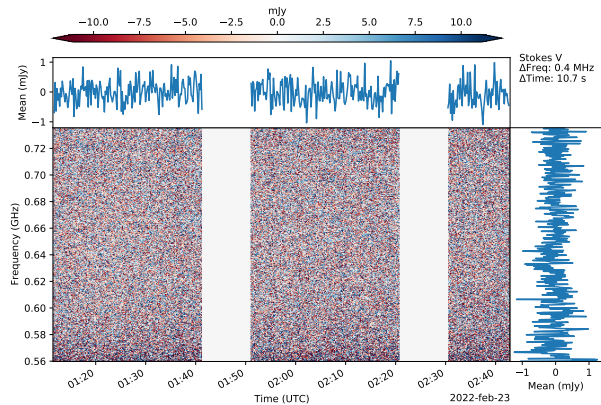 mJy
−10.0 −7.5 −5.0 −2.5 0.0 2.5 5.0 7.5 10.0
Stokes V
ΔFreq: 0.4 MHz
ΔTime: 10.7 s
Mean (mJy)
1
0
−1
Frequency (GHz)
0.72
0.70
0.68
0.66
0.64
0.62
0.60
0.58
0.56
01:20 01:30 01:40 01:50 02:00 02:10 02:20 02:30 02:40
Time (UTC)
2022-feb-23
−1 0 1
Mean (mJy)